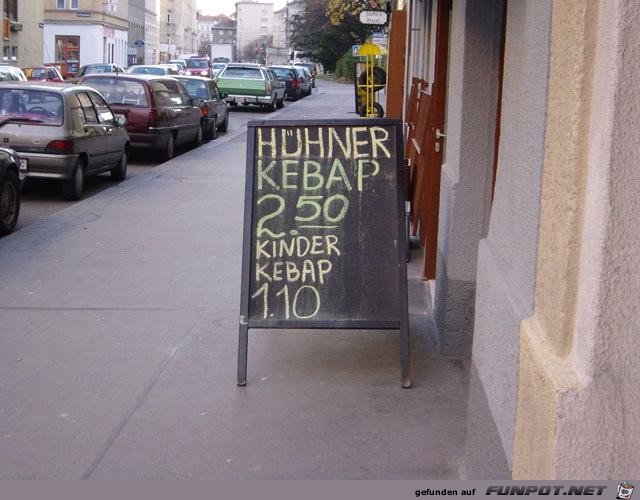 HÜHNER
KEBAP
2.50
KINDER
KEBAP
1.10
gefunden auf FUNPOT.NET